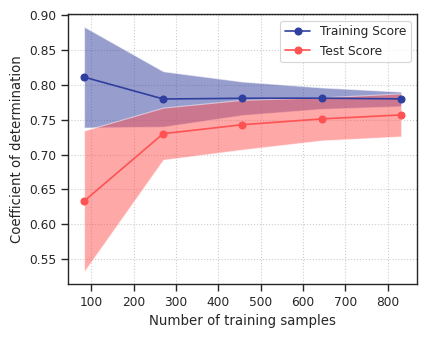 0.90
0.85
0.80
0.75
0.70
0.65
0.60
0.55
Coefficient of determination
Training Score
Test Score
100 200 300 400 500 600 700 800
Number of training samples